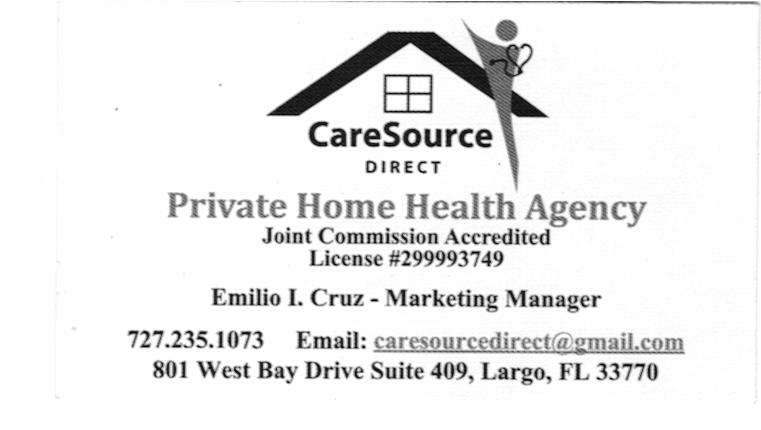 CareSource
DIRECT
Private Home Health Agency
Joint Commission Accredited
License #299993749
Emilio I. Cruz - Marketing Manager
727.235.1073 Email: caresourcedirect@gmail.com
801 West Bay Drive Suite 409, Largo, FL 33770